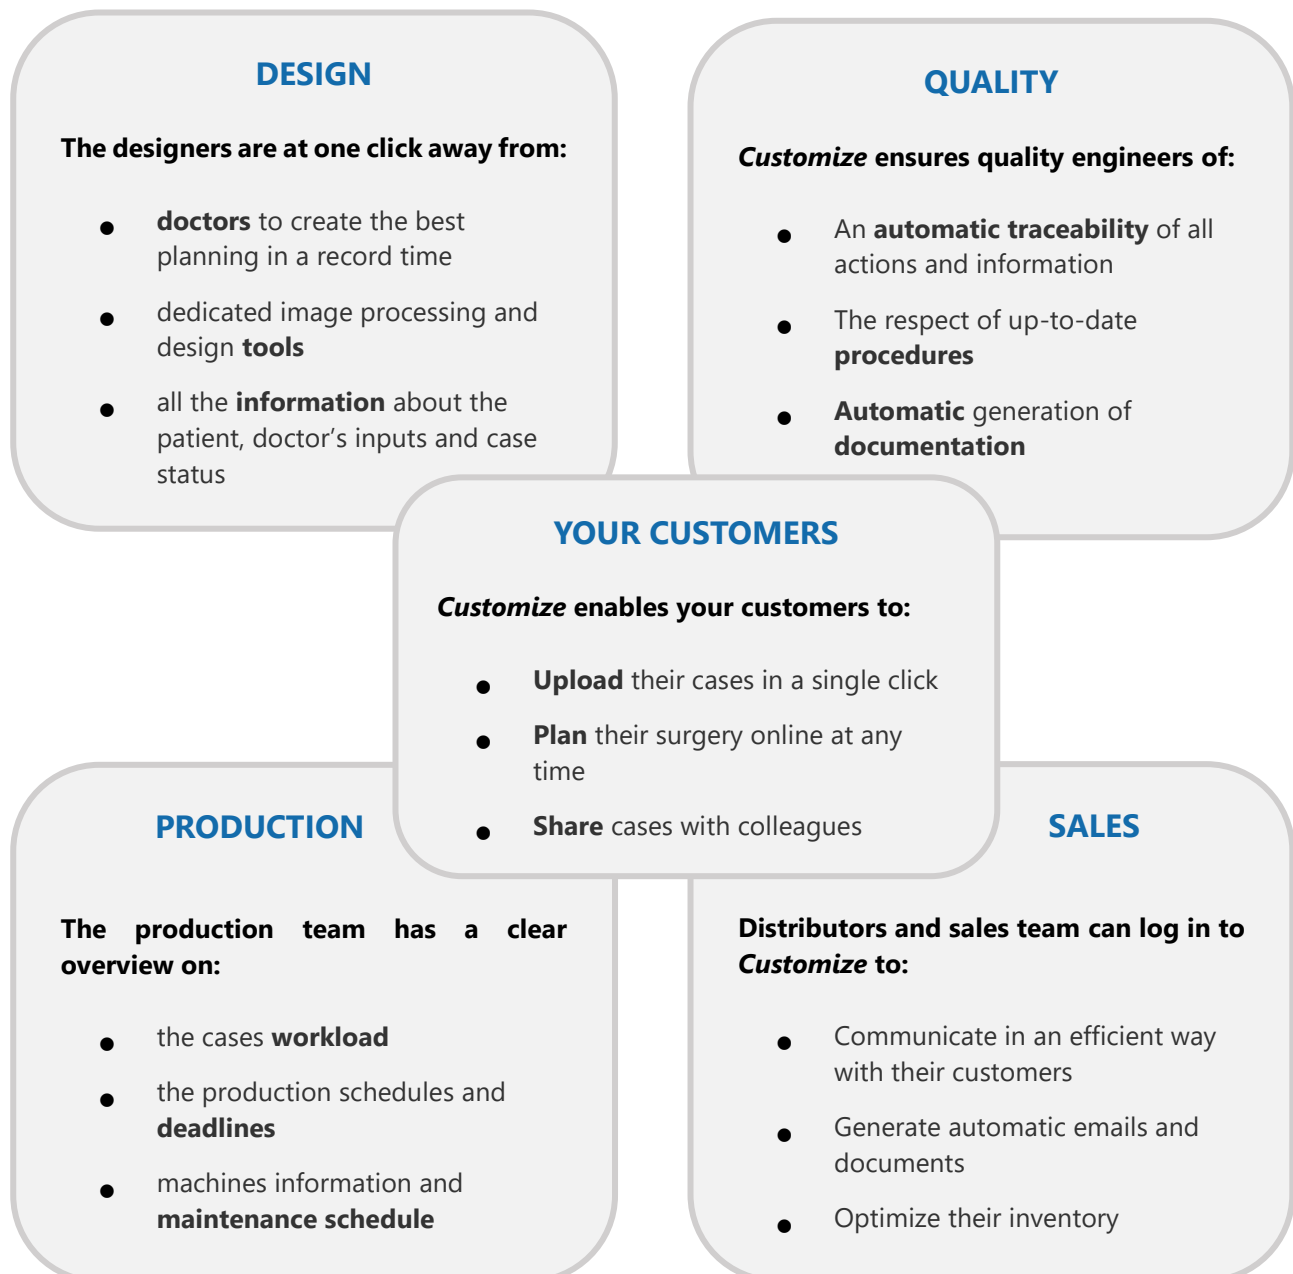 DESIGN
The designers are at one click away from:
● doctors to create the best
planning in a record time
● dedicated image processing and
design tools
● all the information about the
patient, doctor’s inputs and case
status
QUALITY
Customize ensures quality engineers of:
● An automatic traceability of all
actions and information
● The respect of up-to-date
procedures
● Automatic generation of
documentation
YOUR CUSTOMERS
Customize enables your customers to:
● Upload their cases in a single click
● Plan their surgery online at any
time
● Share cases with colleagues
PRODUCTION
The production team has a clear
overview on:
● the cases workload
● the production schedules and
deadlines
● machines information and
maintenance schedule
SALES
Distributors and sales team can log in to
Customize to:
● Communicate in an efficient way
with their customers
● Generate automatic emails and
documents
● Optimize their inventory